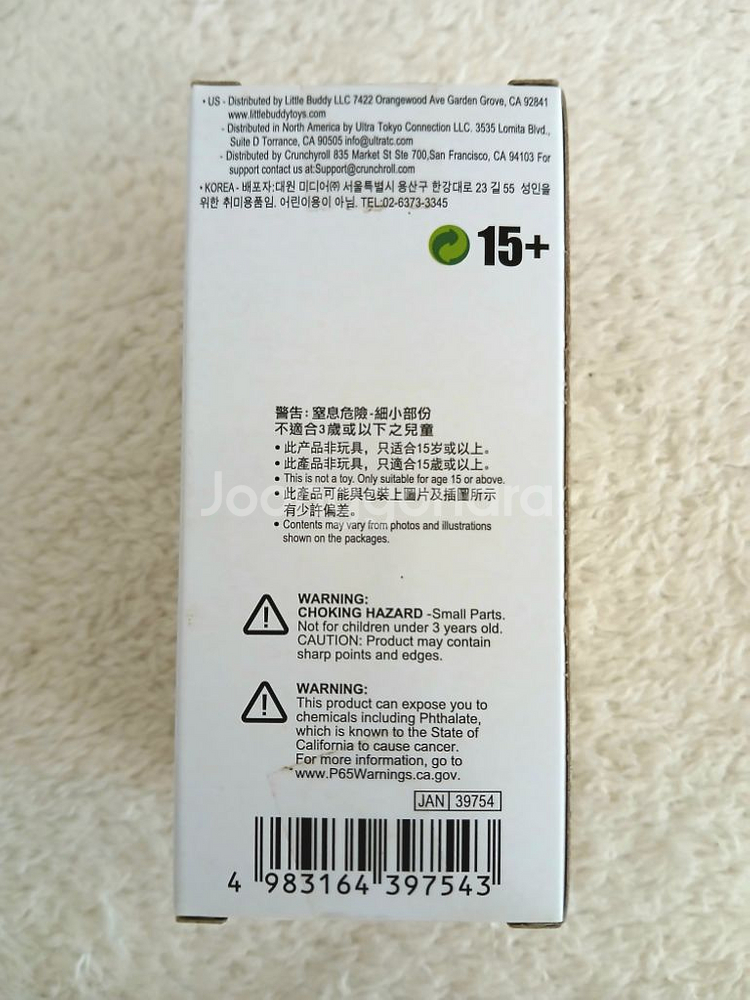 • US - Distributed by Little Buddy LLC 7422 Orangewood Ave Garden Grove, CA 92841
www.littlebuddytoys.com
- Distributed in North America by Ultra Tokyo Connection LLC. 3535 Lomita Blvd.,
Suite D Torrance, CA 90505 info@ultratc.com
- Distributed by Crunchyroll 835 Market St Ste 700,San Francisco, CA 94103 For
support contact us at:Support@crunchroll.com
• KOREA - 배포자:대원 미디어㈜ 서울특별시 용산구 한강대로 23 길 55 성인을
위한 취미용품임. 어린이용이 아님. TEL:02-6373-3345
15+
警告: 窒息危險-細小部份
不適合3歲或以下之兒童
• 此产品非玩具，只适合15岁或以上。
• 此產品非玩具，只適合15歲或以上。
• This is not a toy. Only suitable for age 15 or above.
• 此產品可能與包裝上圖片及插圖所示
有少許偏差。
• Contents may vary from photos and illustrations
shown on the packages.
WARNING:
CHOKING HAZARD -Small Parts.
Not for children under 3 years old.
CAUTION: Product may contain
sharp points and edges.
WARNING:
This product can expose you to
chemicals including Phthalate,
which is known to the State of
California to cause cancer.
For more information, go to
www.P65Warnings.ca.gov.
JAN 39754
4 983164 397543